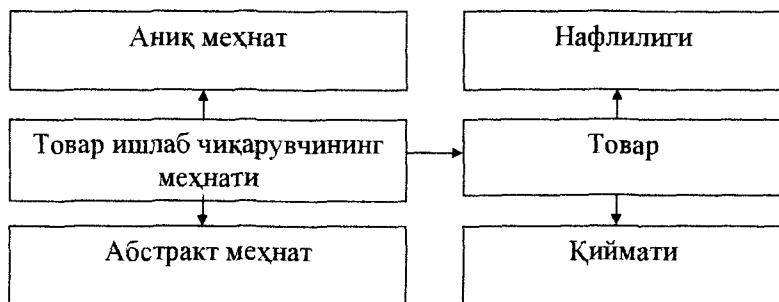 Аниқ меҳнат
Нафлилиги
Товар ишлаб чиқарувчининг
меҳнати
Товар
Абстракт меҳнат
Қиймати